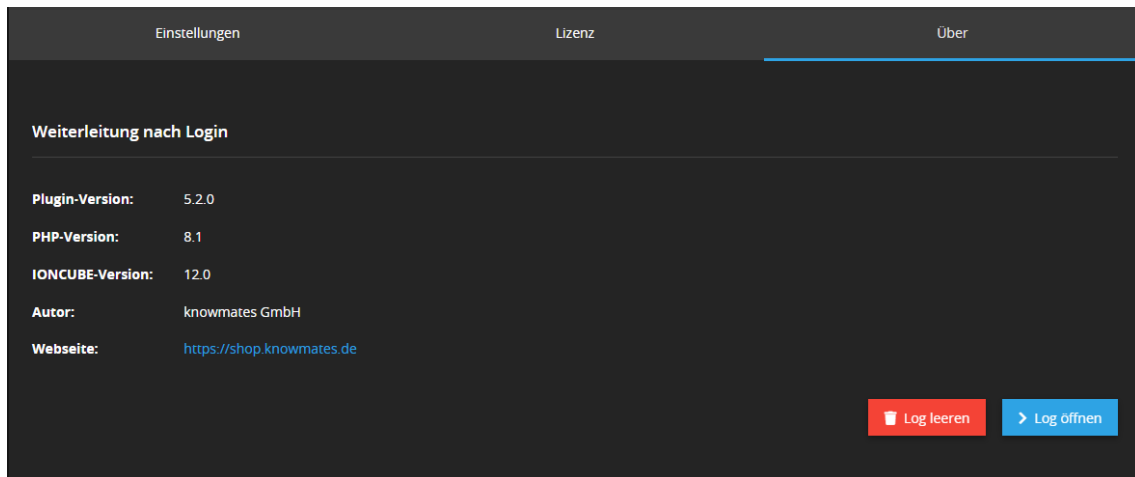 Einstellungen Lizenz Über
Weiterleitung nach Login
Plugin-Version: 5.2.0
PHP-Version: 8.1
IONCUBE-Version: 12.0
Autor: knowmates GmbH
Webseite: https://shop.knowmates.de
Log leeren Log öffnen